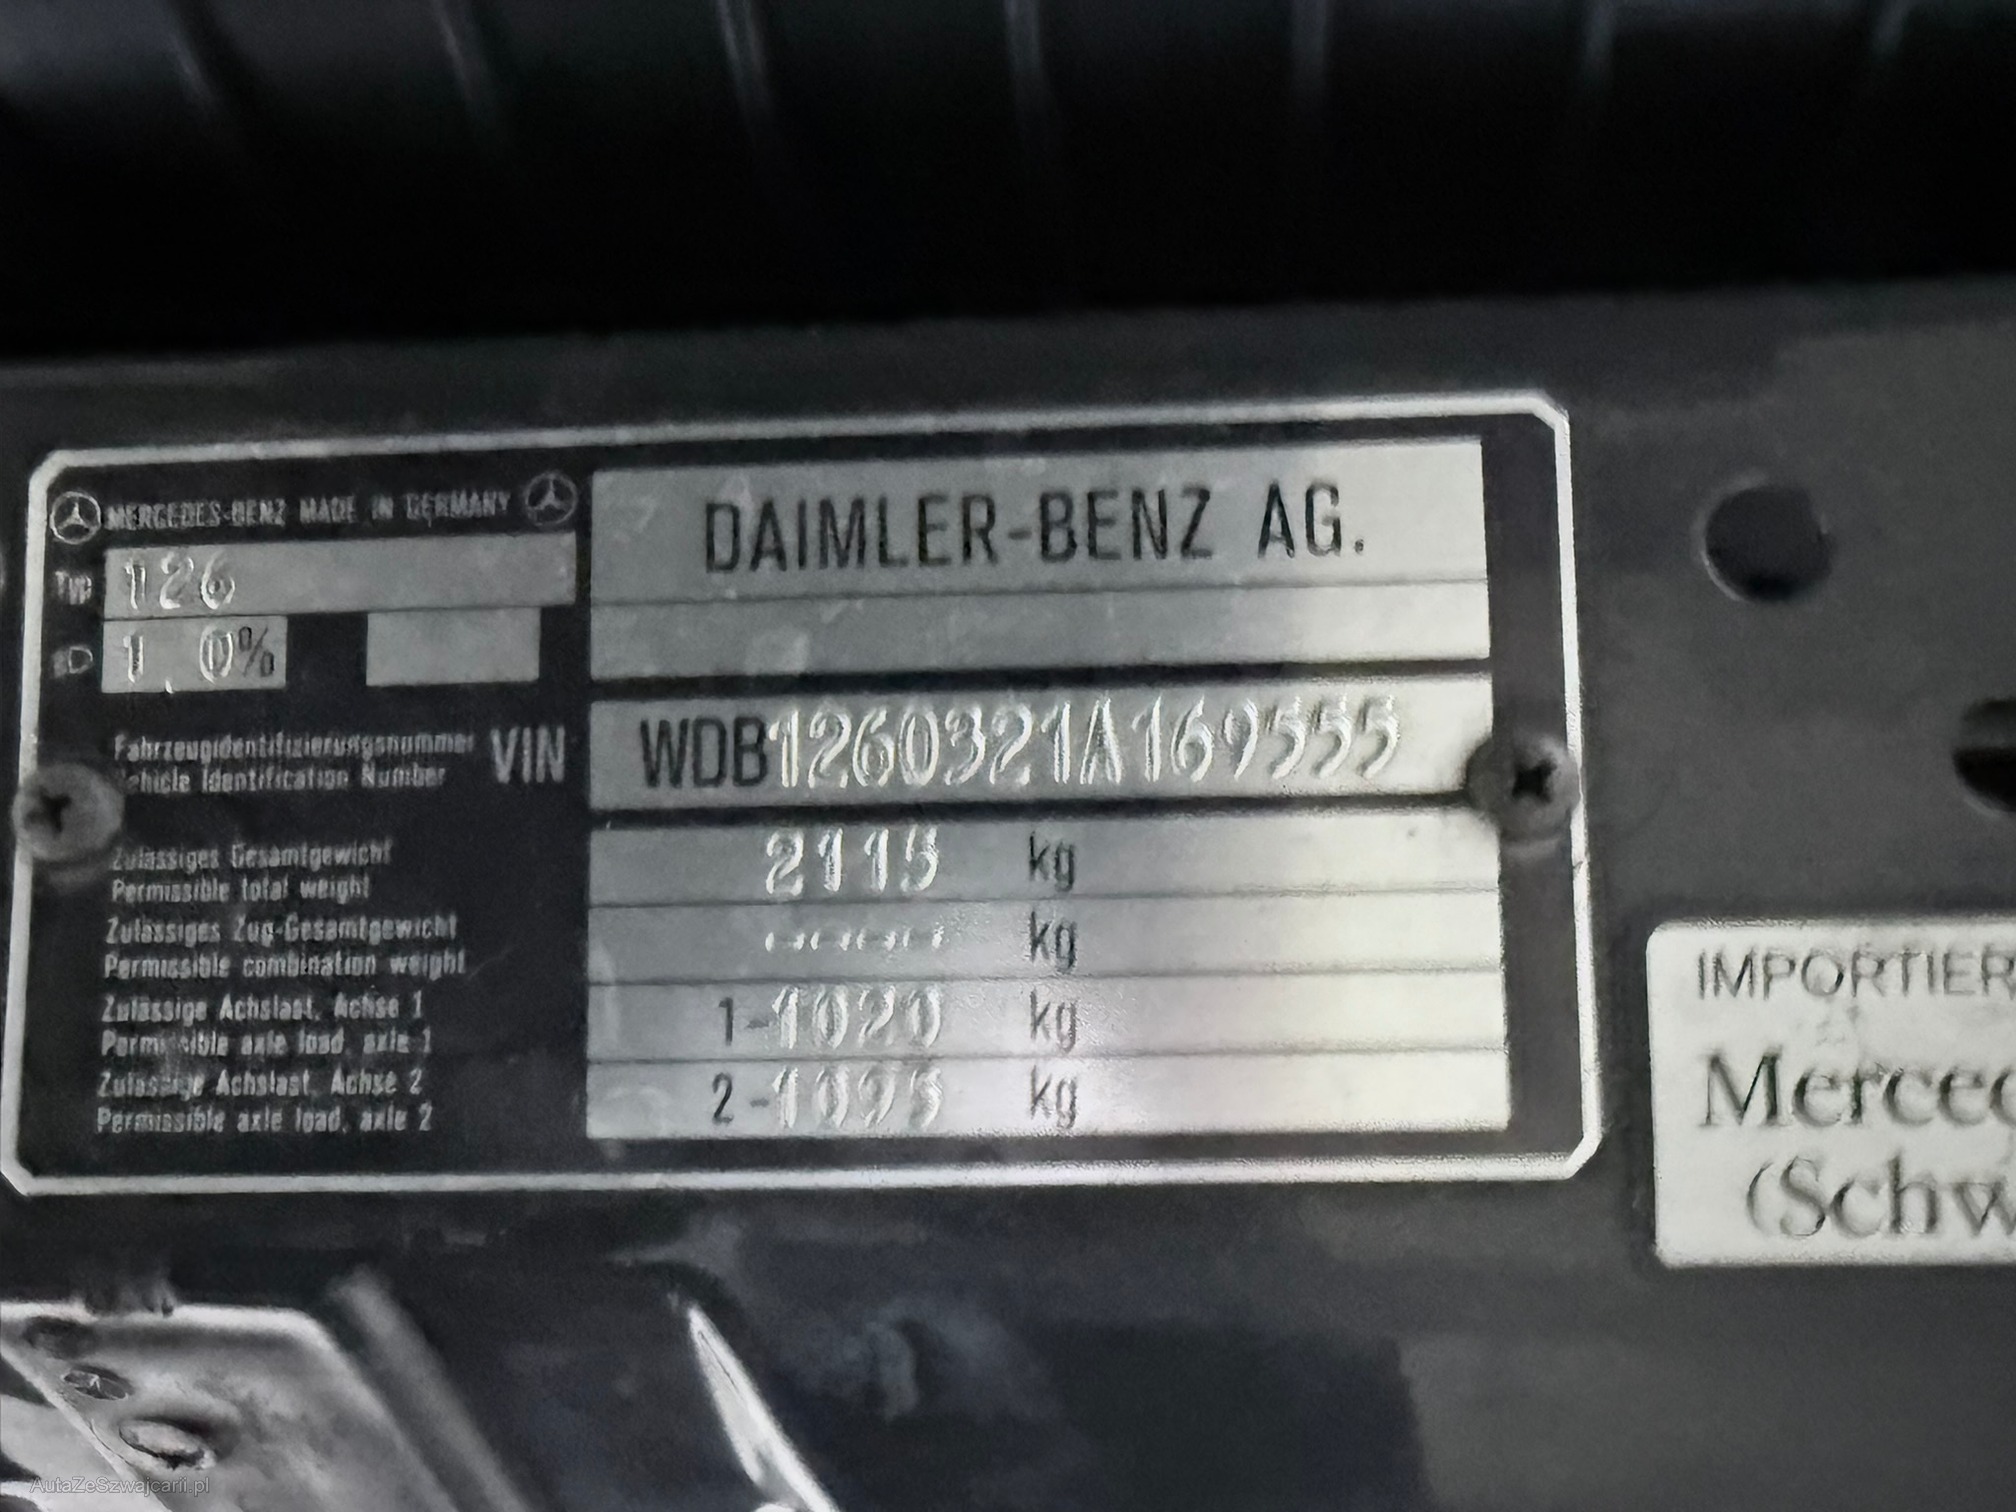 MERCEDES-BENZ MADE IN GERMANY
DAIMLER-BENZ AG.
Typ 126
1,0%
Fahrzeugidentifizierungsnummer
Vehicle Identification Number
VIN
WDB1260321A169555
Zulässiges Gesamtgewicht
Permissible total weight
2115 kg
Zulässiges Zug-Gesamtgewicht
Permissible combination weight
---- kg
Zulässige Achslast, Achse 1
Permissible axle load, axle 1
1-1020 kg
Zulässige Achslast, Achse 2
Permissible axle load, axle 2
2-1095 kg
IMPORTIER
Merced
(Schw
AutaZeSzwajcarii.pl